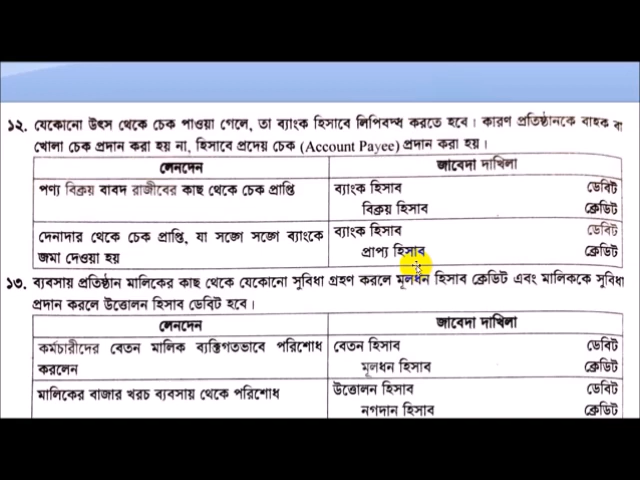 ১২. যেকোনো উৎস থেকে চেক পাওয়া গেলে, তা ব্যাংক হিসাবে লিপিবদ্ধ করতে হবে। কারণ প্রতিষ্ঠানকে বাহক বা
খোলা চেক প্রদান করা হয় না, হিসাবে প্রদেয় চেক (Account Payee) প্রদান করা হয়।
লেনদেন জাবেদা দাখিলা
পণ্য বিক্রয় বাবদ রাজীবের কাছ থেকে চেক প্রাপ্তি ব্যাংক হিসাব ডেবিট
বিক্রয় হিসাব ক্রেডিট
দেনাদার থেকে চেক প্রাপ্তি, যা সঙ্গে সঙ্গে ব্যাংকে ব্যাংক হিসাব ডেবিট
জমা দেওয়া হয় প্রাপ্য হিসাব ক্রেডিট
১৩. ব্যবসায় প্রতিষ্ঠান মালিকের কাছ থেকে যেকোনো সুবিধা গ্রহণ করলে মূলধন হিসাব ক্রেডিট এবং মালিককে সুবিধা
প্রদান করলে উত্তোলন হিসাব ডেবিট হবে।
লেনদেন জাবেদা দাখিলা
কর্মচারীদের বেতন মালিক ব্যক্তিগতভাবে পরিশোধ বেতন হিসাব ডেবিট
করলেন মূলধন হিসাব ক্রেডিট
মালিকের বাজার খরচ ব্যবসায় থেকে পরিশোধ উত্তোলন হিসাব ডেবিট
নগদান হিসাব ক্রেডিট